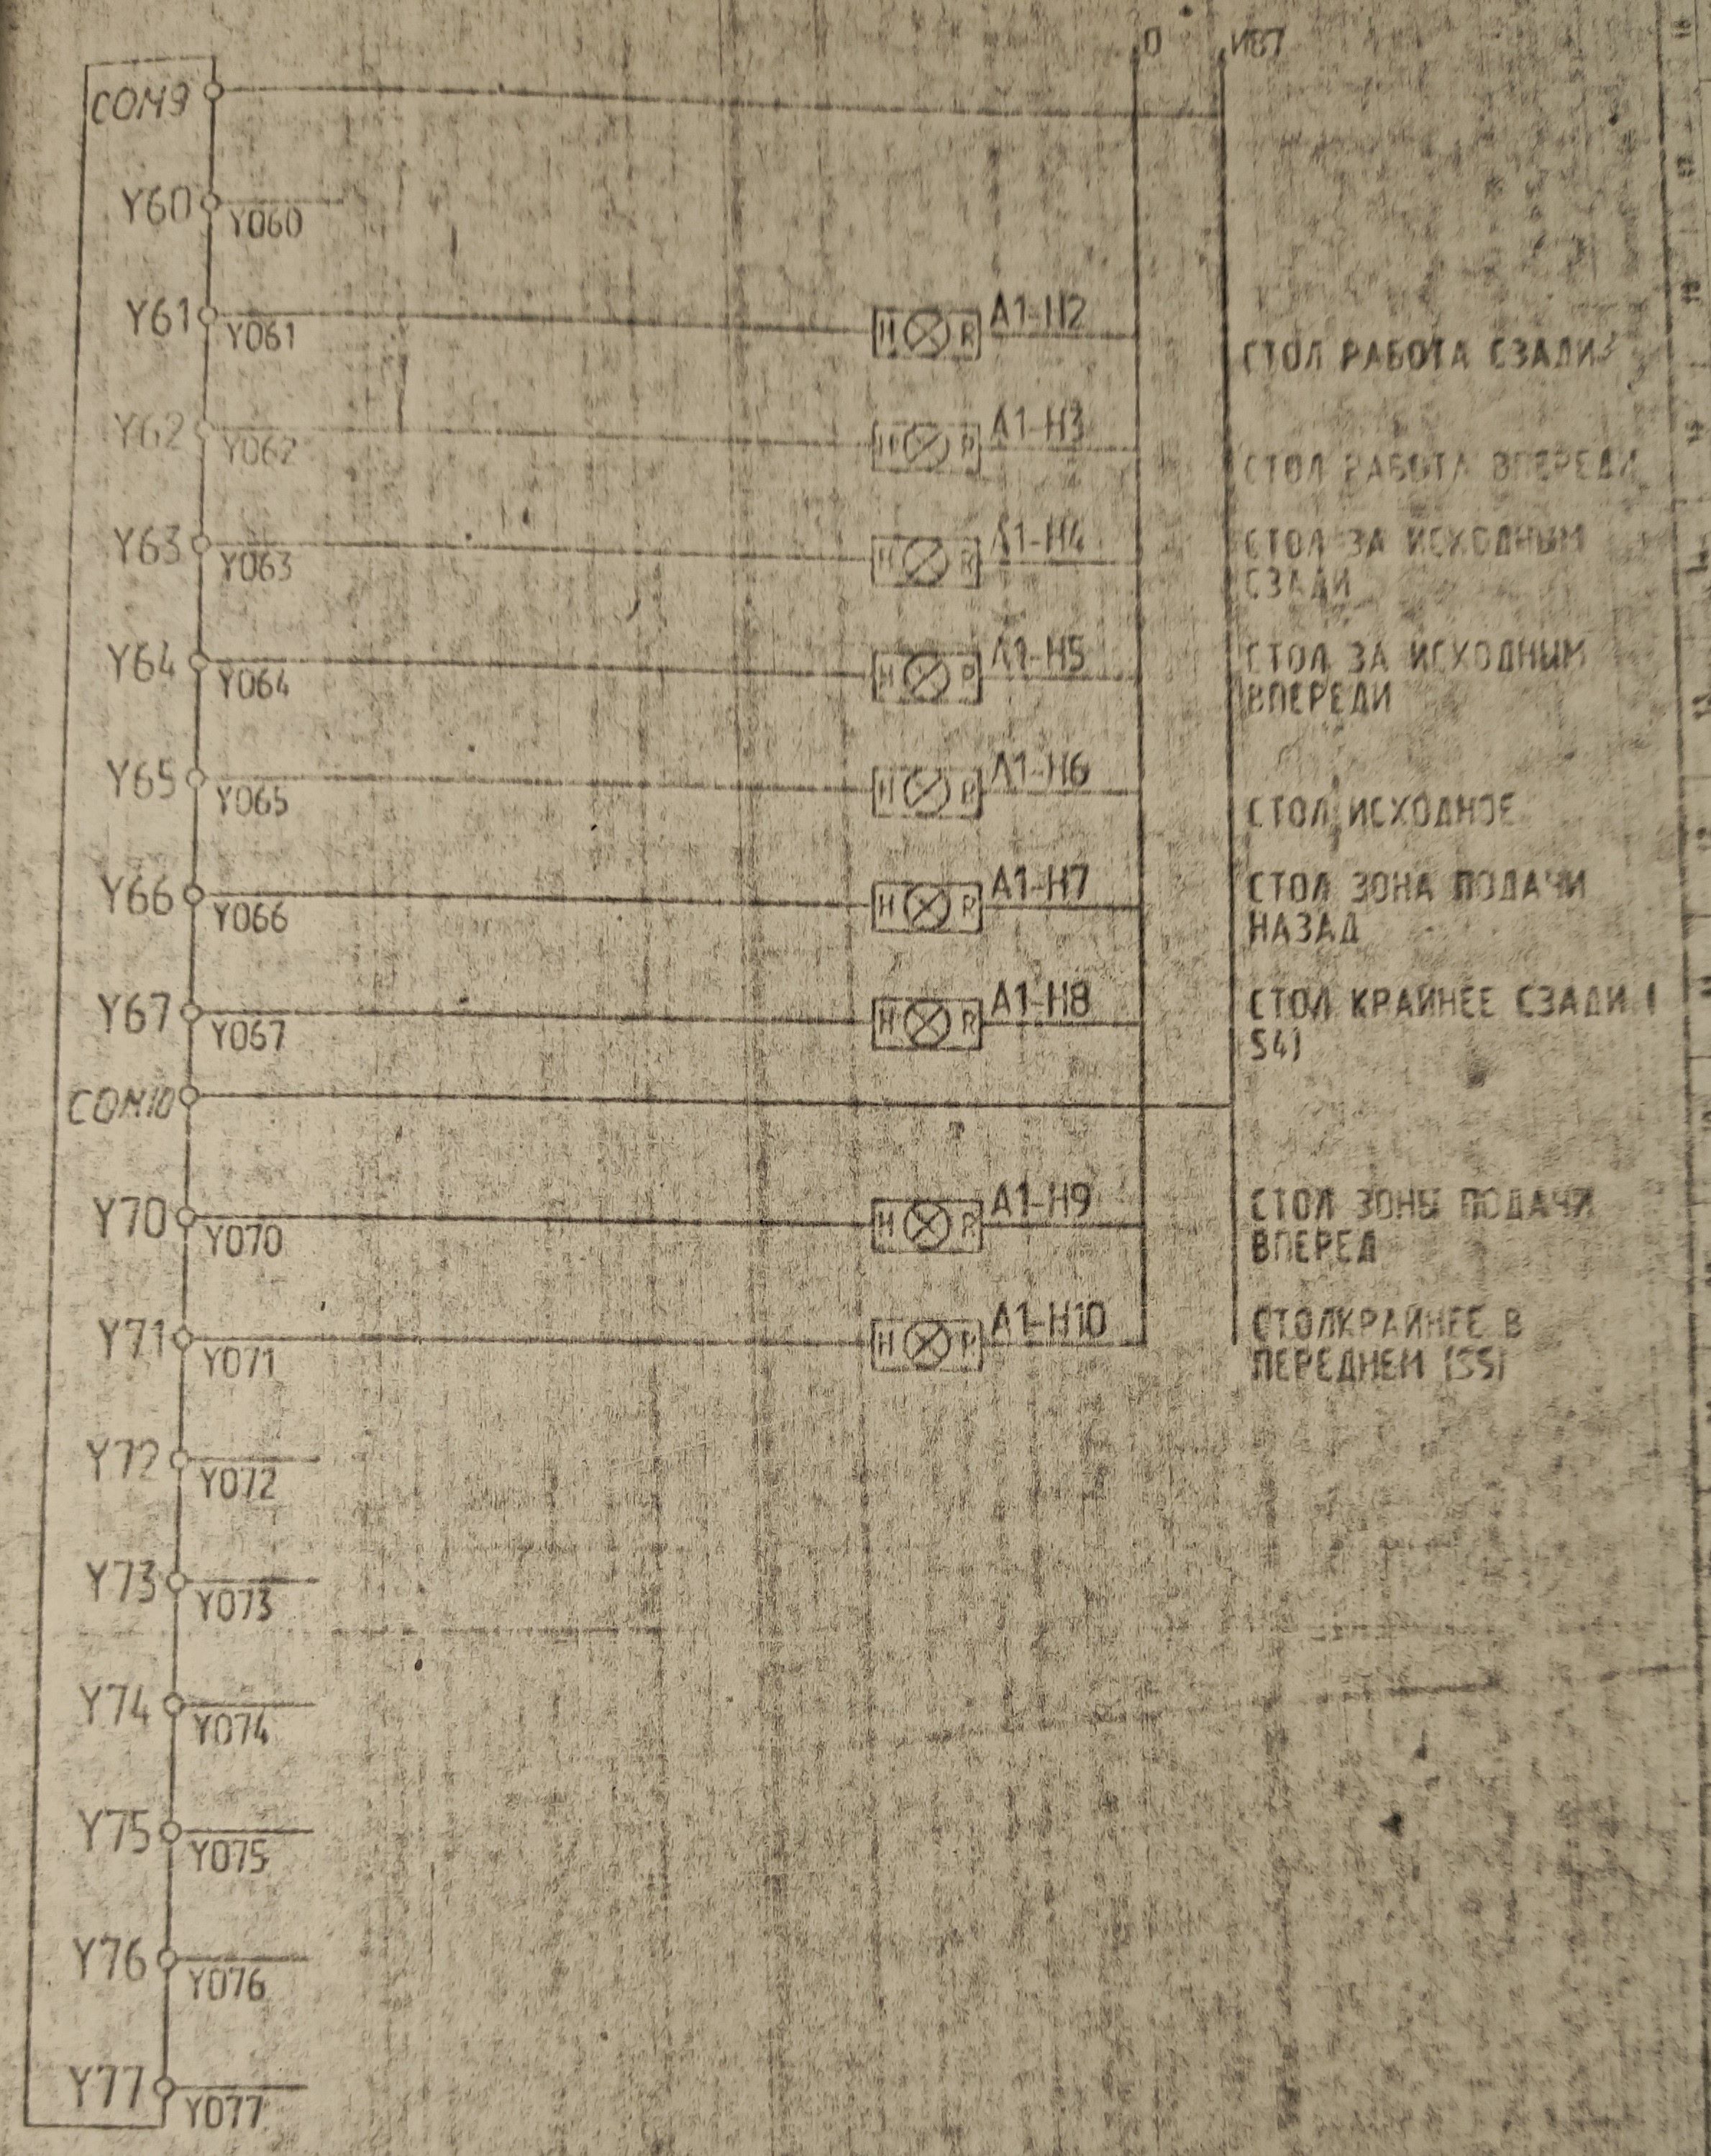 0 И87
COM9
Y60
Y060
Y61
Y061
H R
A1-H2
СТОЛ РАБОТА СЗАДИ
Y62
Y062
H R
A1-H3
СТОЛ РАБОТА ВПЕРЕДИ
Y63
Y063
H R
A1-H4
СТОЛ ЗА ИСХОДНЫМ
СЗАДИ
Y64
Y064
H R
A1-H5
СТОЛ ЗА ИСХОДНЫМ
ВПЕРЕДИ
Y65
Y065
H R
A1-H6
СТОЛ ИСХОДНОЕ
Y66
Y066
H R
A1-H7
СТОЛ ЗОНА ПОДАЧИ
НАЗАД
Y67
Y067
H R
A1-H8
СТОЛ КРАЙНЕЕ СЗАДИ (
S4)
COM10
Y70
Y070
H R
A1-H9
СТОЛ ЗОНЫ ПОДАЧИ
ВПЕРЕД
Y71
Y071
H R
A1-H10
СТОЛКРАЙНЕЕ В
ПЕРЕДНЕМ (S5)
Y72
Y072
Y73
Y073
Y74
Y074
Y75
Y075
Y76
Y076
Y77
Y077